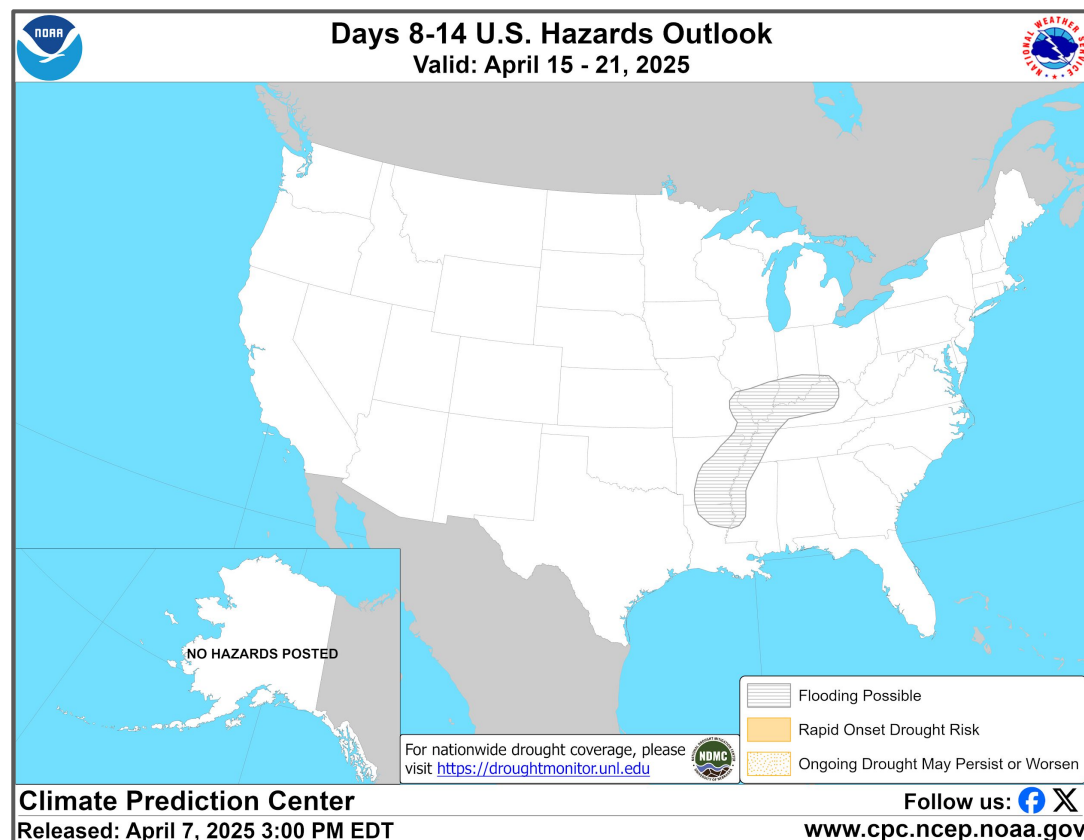 NOAA
Days 8-14 U.S. Hazards Outlook
Valid: April 15 - 21, 2025
NATIONAL WEATHER SERVICE
NO HAZARDS POSTED
For nationwide drought coverage, please
visit https://droughtmonitor.unl.edu
NDMC
Flooding Possible
Rapid Onset Drought Risk
Ongoing Drought May Persist or Worsen
Climate Prediction Center
Follow us:
Released: April 7, 2025 3:00 PM EDT
www.cpc.ncep.noaa.gov